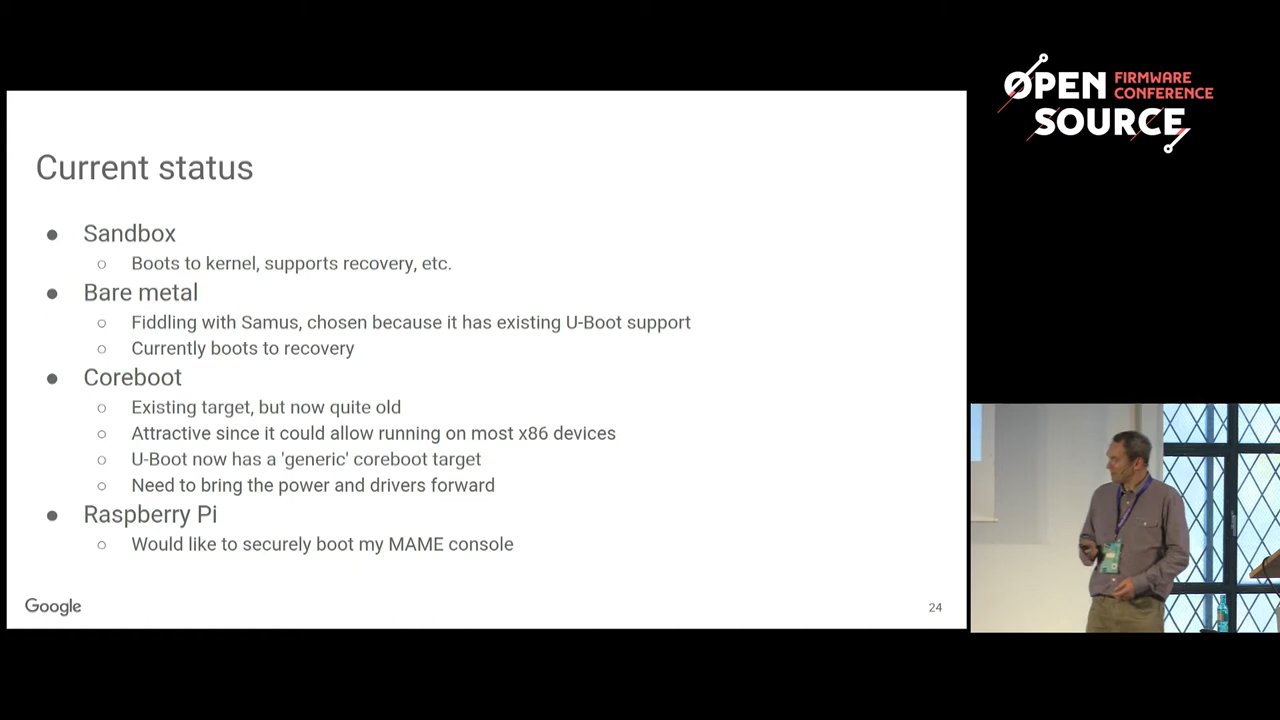 Current status
● Sandbox
○ Boots to kernel, supports recovery, etc.
● Bare metal
○ Fiddling with Samus, chosen because it has existing U-Boot support
○ Currently boots to recovery
● Coreboot
○ Existing target, but now quite old
○ Attractive since it could allow running on most x86 devices
○ U-Boot now has a 'generic' coreboot target
○ Need to bring the power and drivers forward
● Raspberry Pi
○ Would like to securely boot my MAME console
Google
24
OPEN FIRMWARE
CONFERENCE
SOURCE